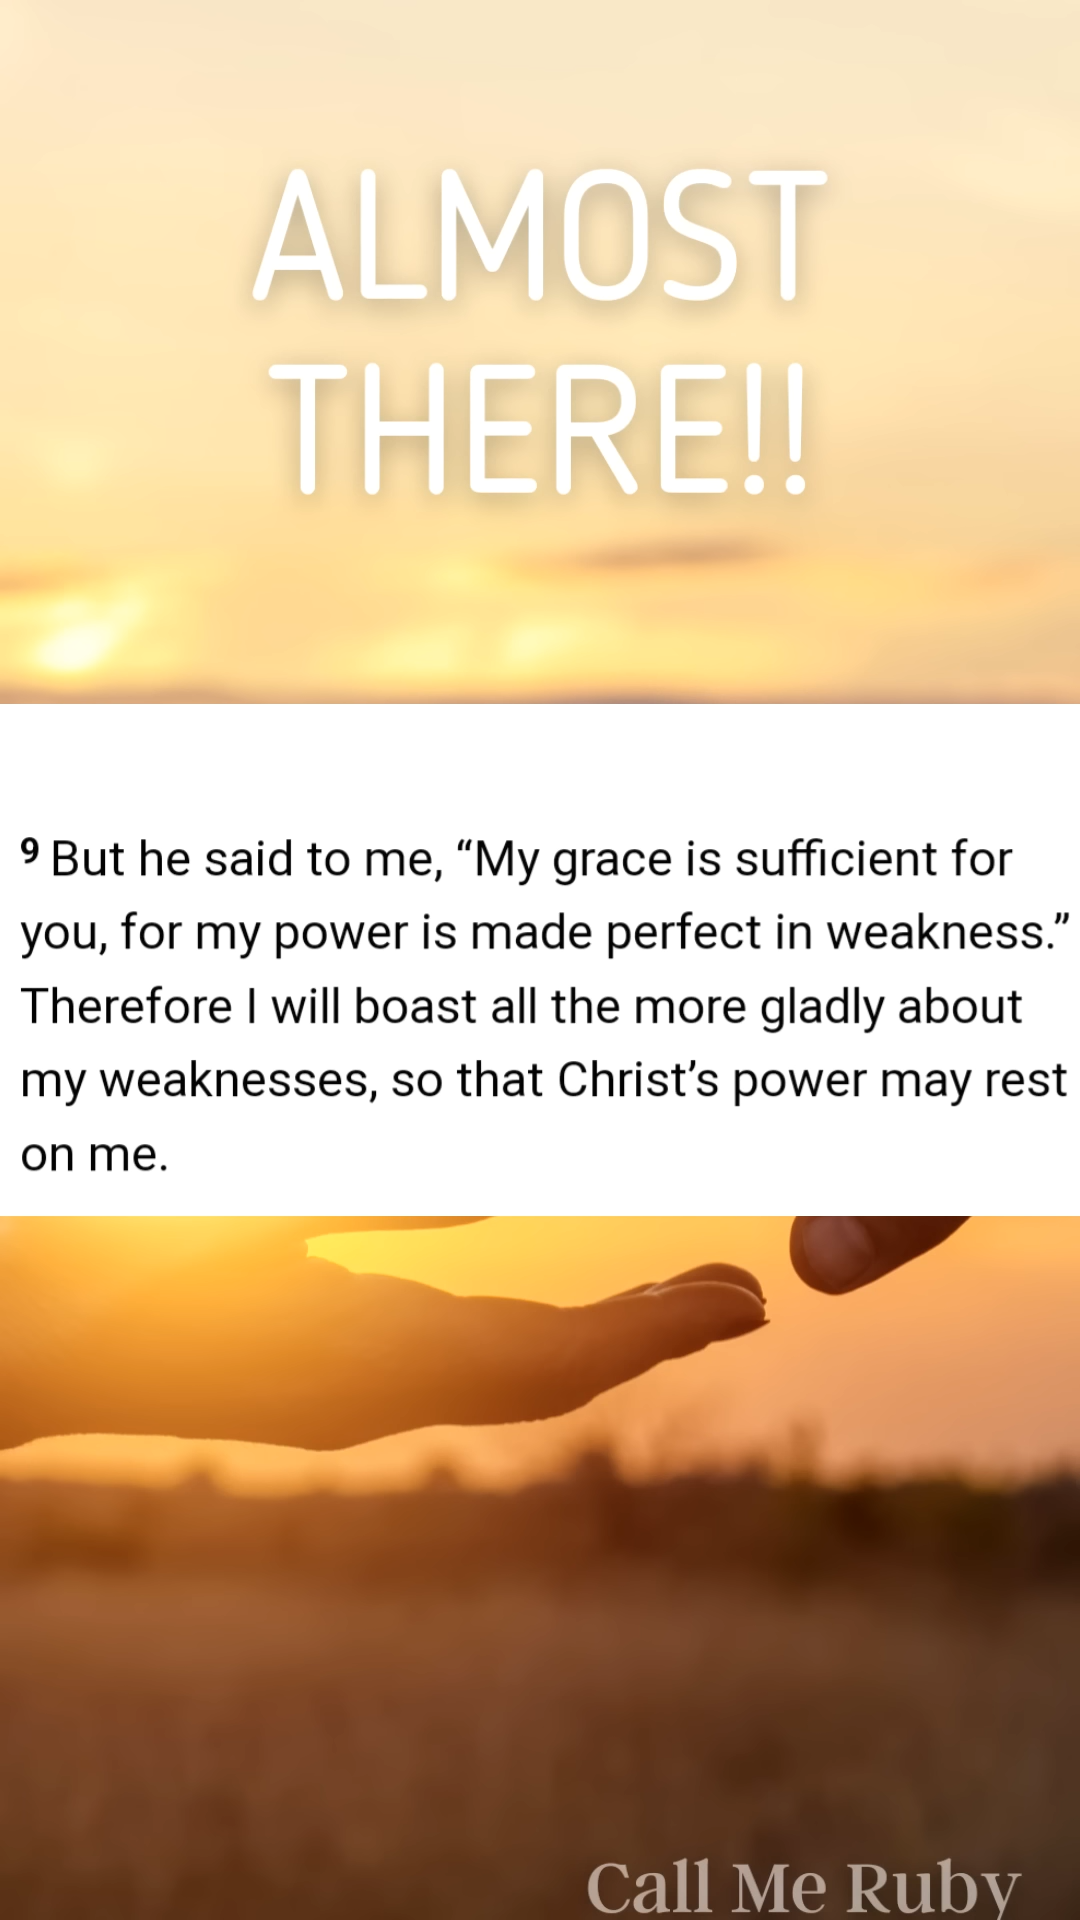 ALMOST
THERE!!
9 But he said to me, “My grace is sufficient for
you, for my power is made perfect in weakness.”
Therefore I will boast all the more gladly about
my weaknesses, so that Christ’s power may rest
on me.
Call Me Ruby